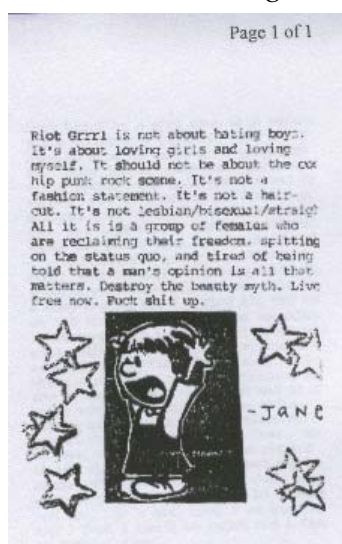 Page 1 of 1
Riot Grrrl is not about hating boys.
It's about loving girls and loving
myself. It should not be about the
hip punk rock scene. It's not a
fashion statement. It's not a hair-
cut. It's not lesbian/bisexual/straigh
All it is is a group of females who
are reclaiming their freedom, spitting
on the status quo, and tired of being
told that a man's opinion is all that
matters. Destroy the beauty myth. Live
free now. Fuck shit up.
-JANE